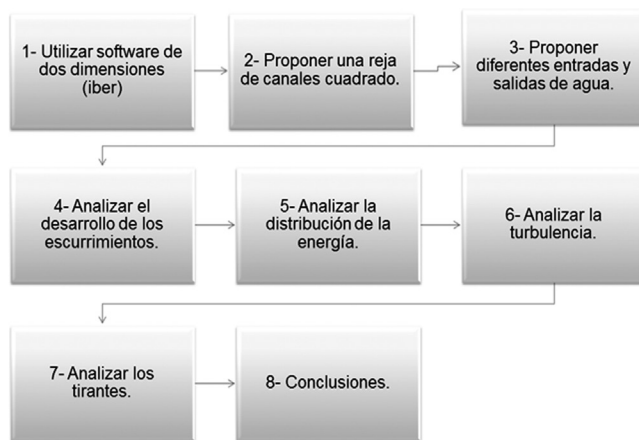 1- Utilizar software de
dos dimensiones
(iber)
2- Proponer una reja
de canales cuadrado.
3- Proponer
diferentes entradas y
salidas de agua.
4- Analizar el
desarrollo de los
escurrimientos.
5- Analizar la
distribución de la
energía.
6- Analizar la
turbulencia.
7- Analizar los
tirantes.
8- Conclusiones.